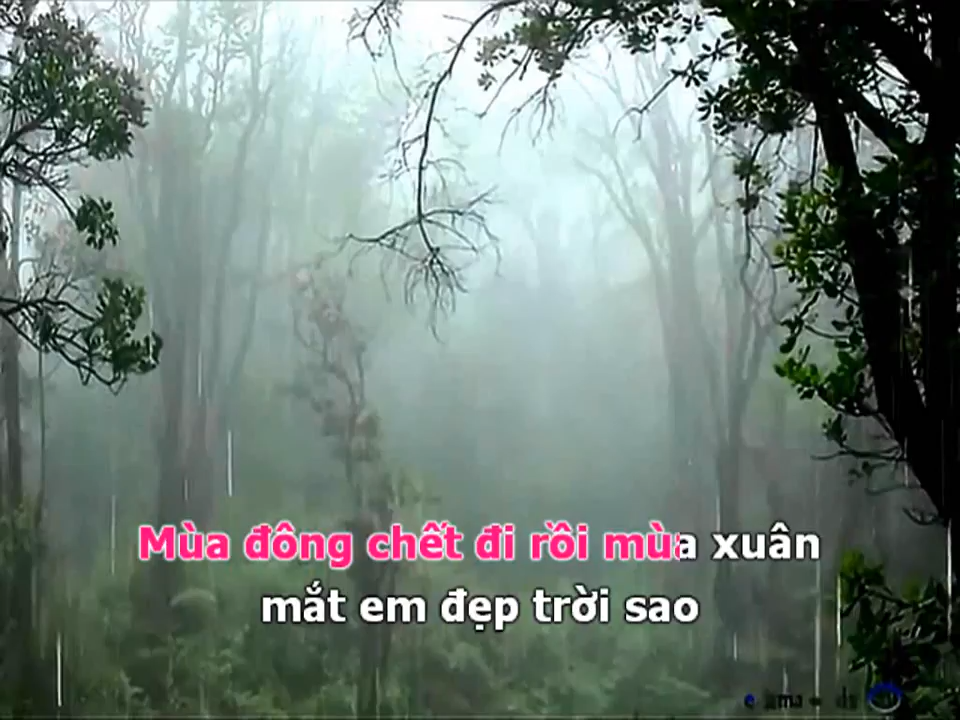 Mùa đông chết đi rồi mùa xuân
mắt em đẹp trời sao